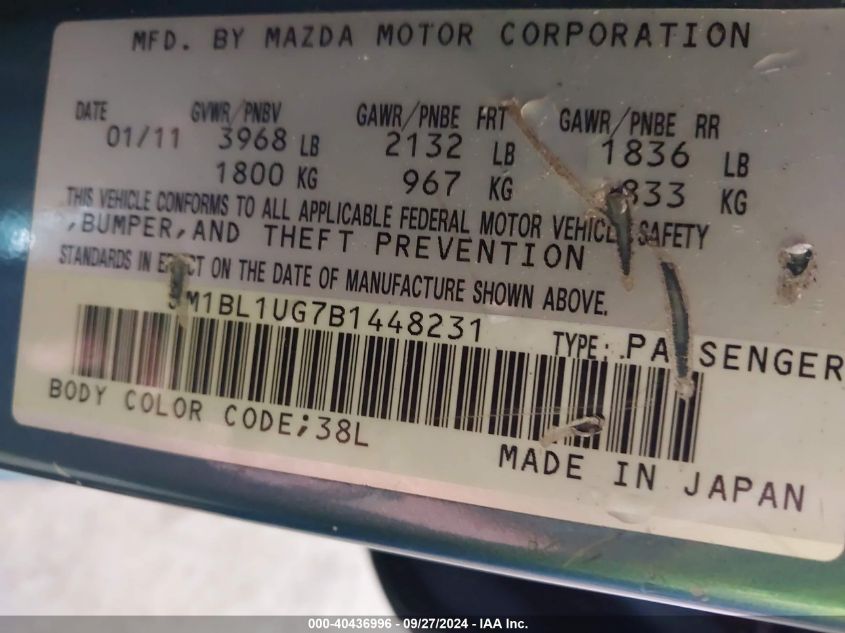 MFD. BY MAZDA MOTOR CORPORATION
DATE GVWR/PNBV GAWR/PNBE FRT GAWR/PNBE RR
01/11 3968 LB 2132 LB 1836 LB
1800 KG 967 KG 833 KG
THIS VEHICLE CONFORMS TO ALL APPLICABLE FEDERAL MOTOR VEHICLE SAFETY
,BUMPER,AND THEFT PREVENTION
STANDARDS IN EFFECT ON THE DATE OF MANUFACTURE SHOWN ABOVE.
JM1BL1UG7B1448231 TYPE: PASSENGER
BODY COLOR CODE;38L
MADE IN JAPAN
000-40436996 - 09/27/2024 - IAA Inc.